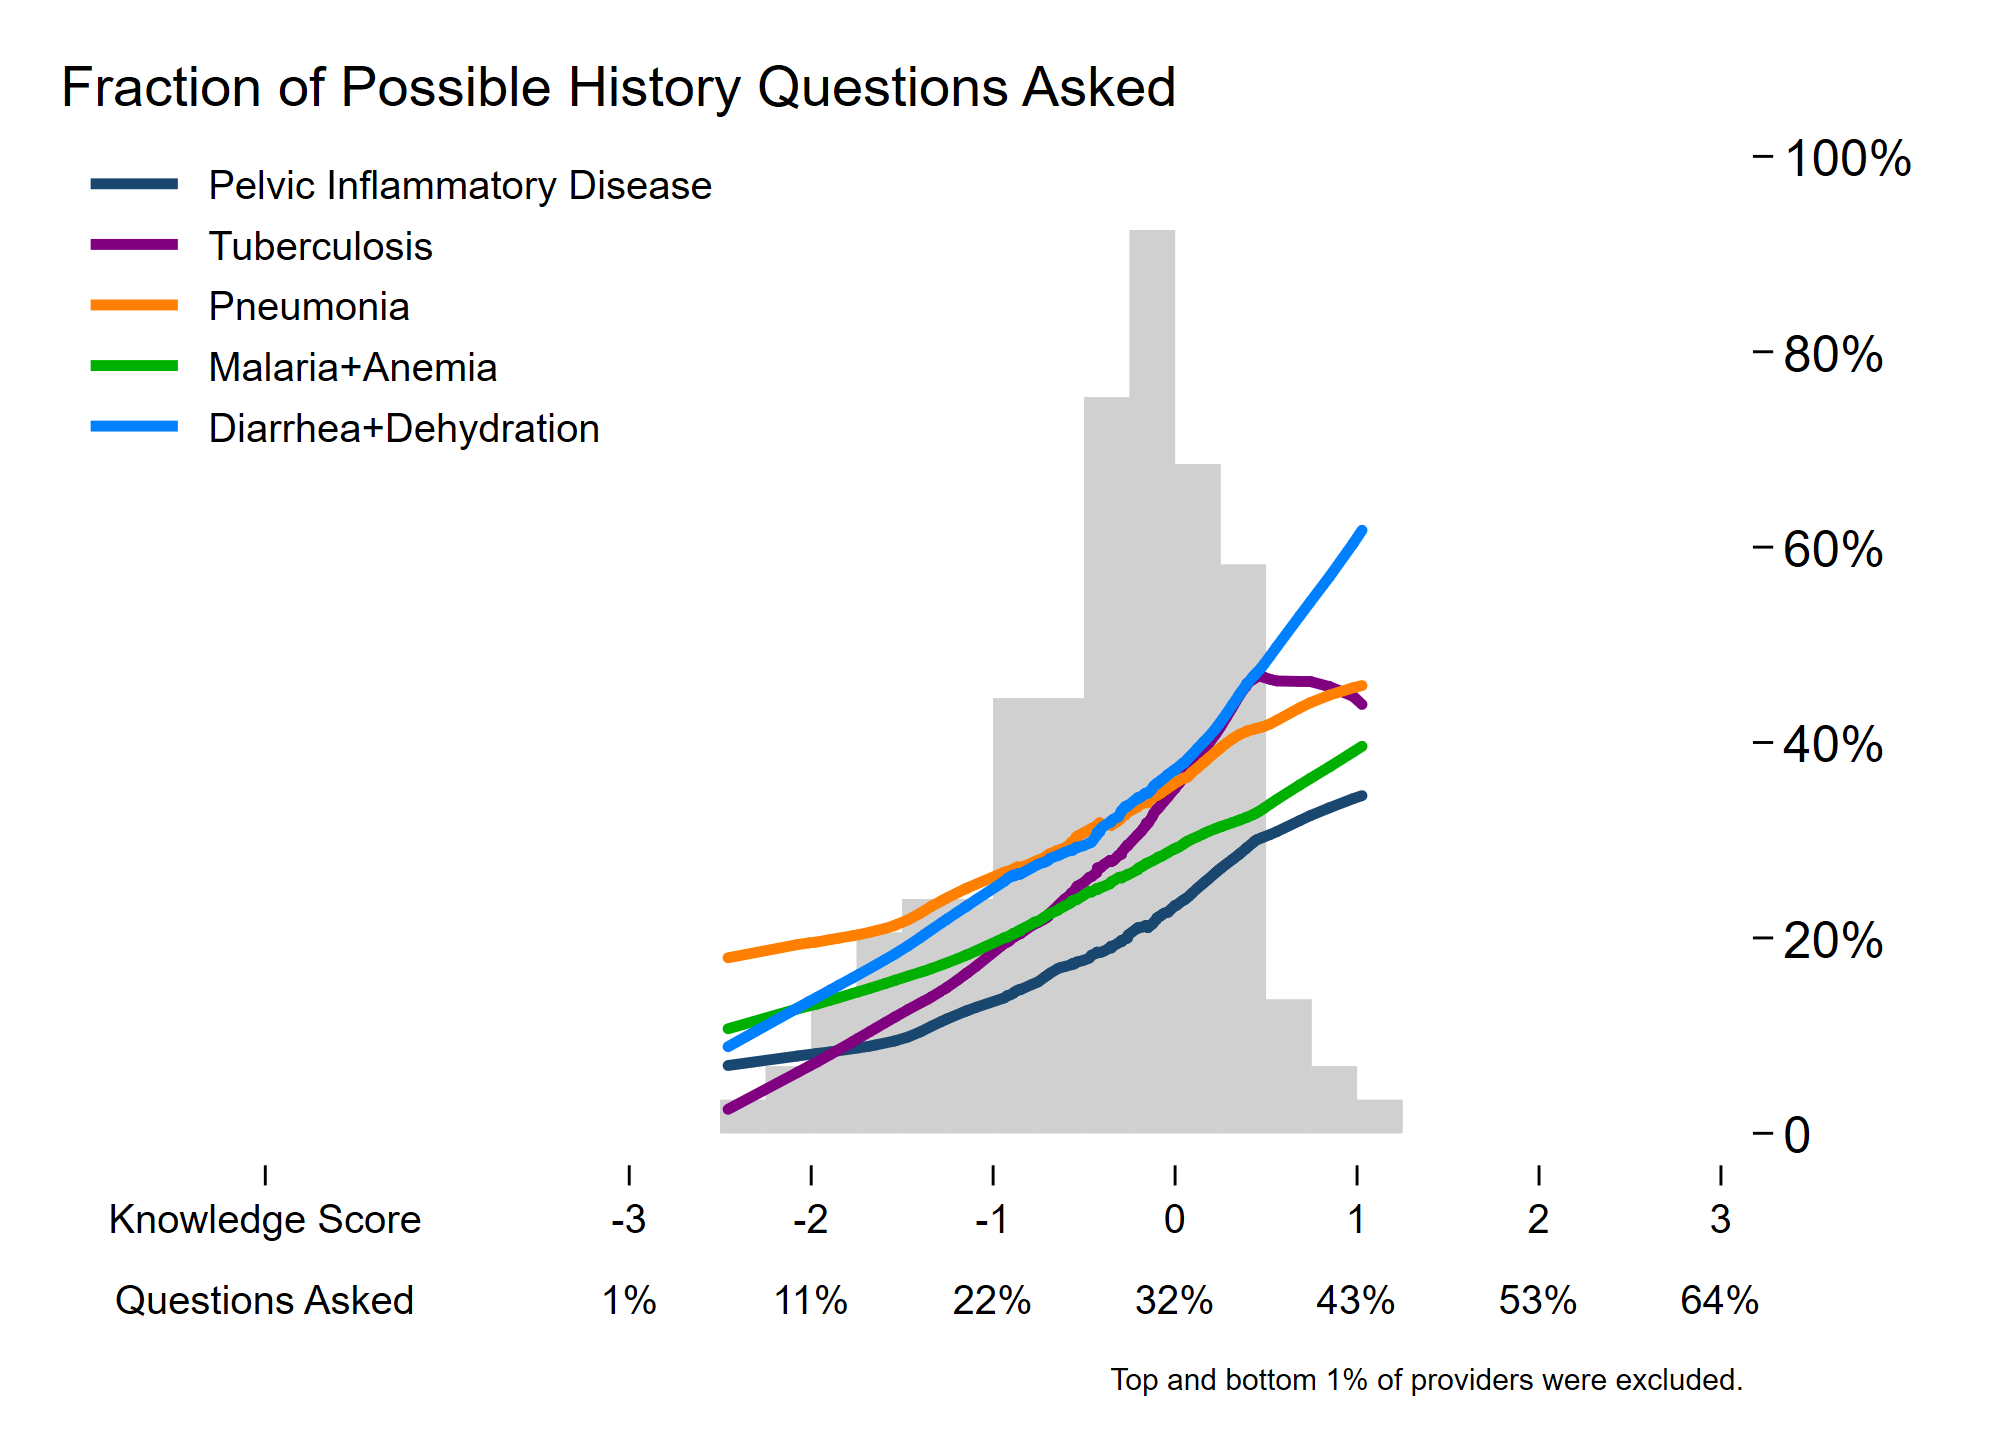 Fraction of Possible History Questions Asked
Pelvic Inflammatory Disease
Tuberculosis
Pneumonia
Malaria+Anemia
Diarrhea+Dehydration
100%
80%
60%
40%
20%
0
Knowledge Score -3 -2 -1 0 1 2 3
Questions Asked 1% 11% 22% 32% 43% 53% 64%
Top and bottom 1% of providers were excluded.